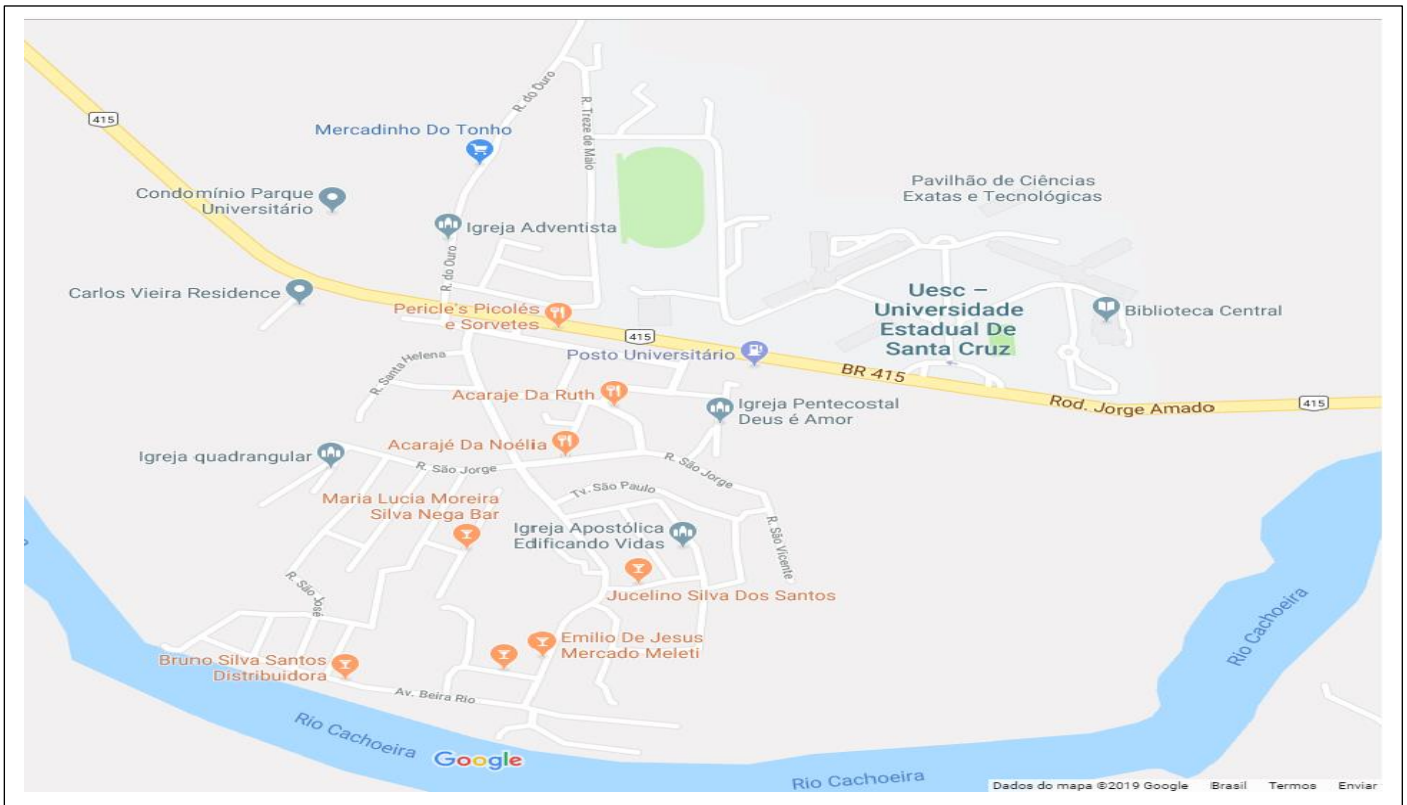 R. do Ouro
415
R. Treze de Maio
Mercadinho Do Tonho
Condomínio Parque
Universitário
Pavilhão de Ciências
Exatas e Tecnológicas
Igreja Adventista
R. do Ouro
Carlos Vieira Residence
Pericle's Picolés
e Sorvetes
Uesc –
Universidade
Estadual De
Santa Cruz
Biblioteca Central
415
Posto Universitário
BR 415
Rod. Jorge Amado
415
R. Santa Helena
Acaraje Da Ruth
Igreja Pentecostal
Deus é Amor
Acarajé Da Noélia
Igreja quadrangular
R. São Jorge
R. São Jorge
Tv. São Paulo
Maria Lucia Moreira
Silva Nega Bar
Igreja Apostólica
Edificando Vidas
R. São Vicente
R. São José
Jucelino Silva Dos Santos
Emilio De Jesus
Mercado Meleti
Bruno Silva Santos
Distribuidora
Av. Beira Rio
Rio Cachoeira
Rio Cachoeira
Google
Rio Cachoeira
Dados do mapa ©2019 Google Brasil Termos Enviar